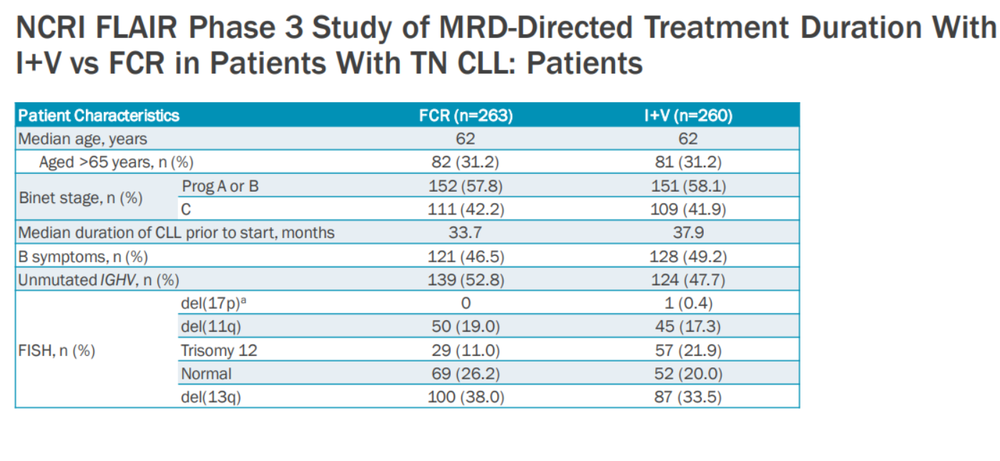 NCRI FLAIR Phase 3 Study of MRD-Directed Treatment Duration With
I+V vs FCR in Patients With TN CLL: Patients
Patient Characteristics FCR (n=263) I+V (n=260)
Median age, years 62 62
Aged >65 years, n (%) 82 (31.2) 81 (31.2)
Binet stage, n (%)
Prog A or B 152 (57.8) 151 (58.1)
C 111 (42.2) 109 (41.9)
Median duration of CLL prior to start, months 33.7 37.9
B symptoms, n (%) 121 (46.5) 128 (49.2)
Unmutated IGHV, n (%) 139 (52.8) 124 (47.7)
FISH, n (%)
del(17p)ª 0 1 (0.4)
del(11q) 50 (19.0) 45 (17.3)
Trisomy 12 29 (11.0) 57 (21.9)
Normal 69 (26.2) 52 (20.0)
del(13q) 100 (38.0) 87 (33.5)